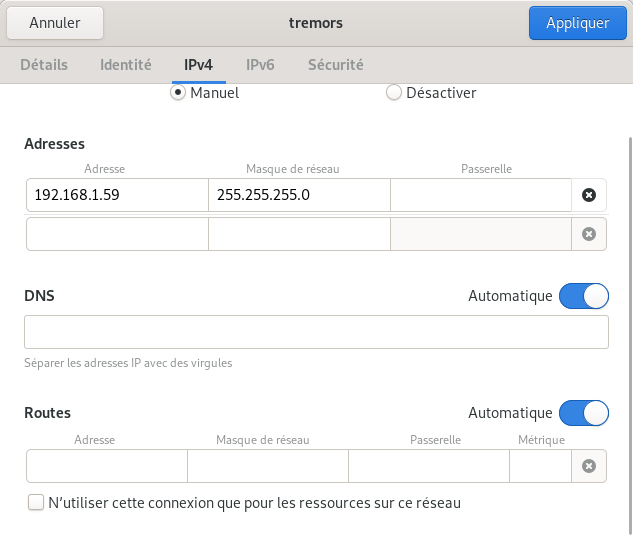 Annuler tremors Appliquer
Détails Identité IPv4 IPv6 Sécurité
Manuel Désactiver
Adresses
Adresse Masque de réseau Passerelle
192.168.1.59 255.255.255.0
DNS Automatique
Séparer les adresses IP avec des virgules
Routes Automatique
Adresse Masque de réseau Passerelle Métrique
N’utiliser cette connexion que pour les ressources sur ce réseau